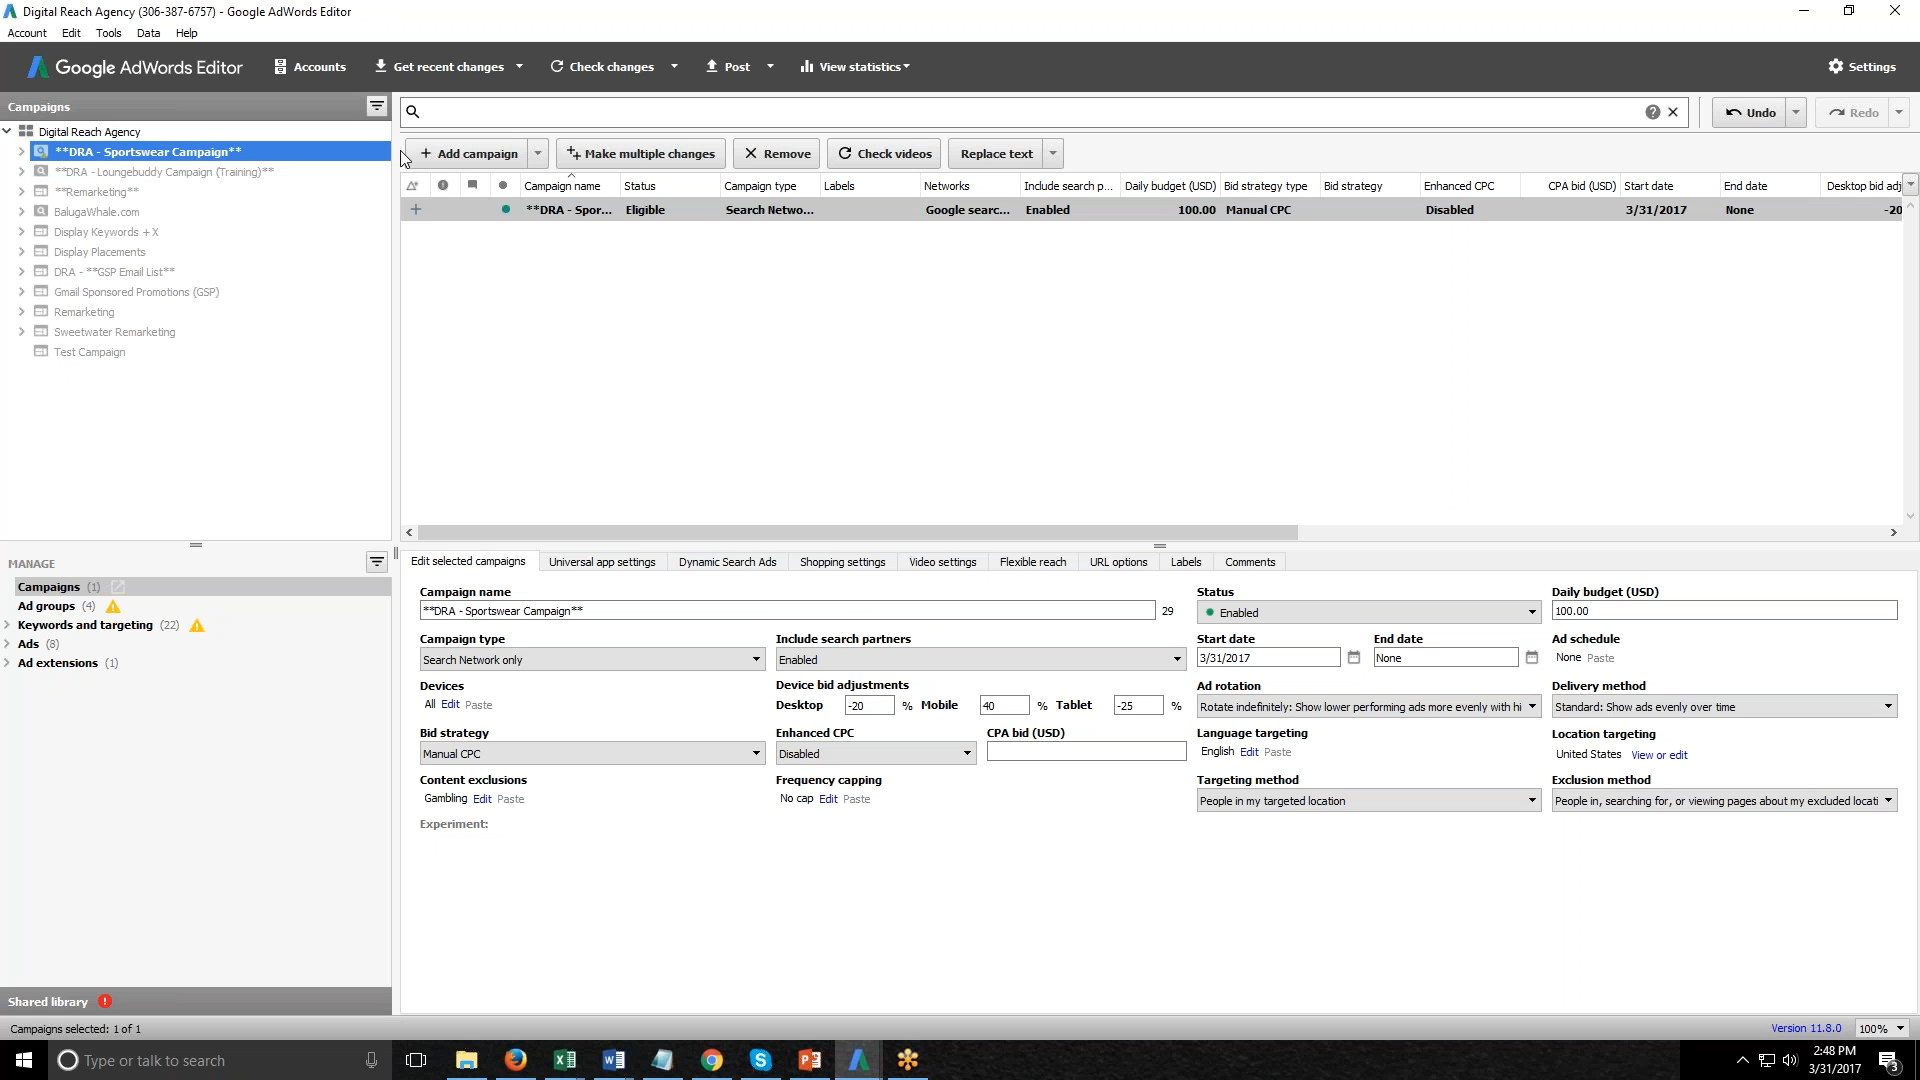 Digital Reach Agency (306-387-6757) - Google AdWords Editor
Account Edit Tools Data Help
Google AdWords Editor Accounts Get recent changes Check changes Post View statistics Settings
Campaigns
Undo Redo
Digital Reach Agency
**DRA - Sportswear Campaign**
**DRA - Loungebuddy Campaign (Training)**
**Remarketing**
BalugaWhale.com
Display Keywords + X
Display Placements
DRA - **GSP Email List**
Gmail Sponsored Promotions (GSP)
Remarketing
Sweetwater Remarketing
Test Campaign
+ Add campaign Make multiple changes Remove Check videos Replace text
Campaign name Status Campaign type Labels Networks Include search p... Daily budget (USD) Bid strategy type Bid strategy Enhanced CPC CPA bid (USD) Start date End date Desktop bid adj
**DRA - Spor... Eligible Search Netwo... Google searc... Enabled 100.00 Manual CPC Disabled 3/31/2017 None -20
MANAGE
Campaigns (1)
Ad groups (4)
Keywords and targeting (22)
Ads (8)
Ad extensions (1)
Edit selected campaigns Universal app settings Dynamic Search Ads Shopping settings Video settings Flexible reach URL options Labels Comments
Campaign name Status Daily budget (USD)
**DRA - Sportswear Campaign** 29 Enabled 100.00
Campaign type Include search partners Start date End date Ad schedule
Search Network only Enabled 3/31/2017 None None Paste
Devices Device bid adjustments Ad rotation Delivery method
All Edit Paste Desktop -20 % Mobile 40 % Tablet -25 % Rotate indefinitely: Show lower performing ads more evenly with hi Standard: Show ads evenly over time
Bid strategy Enhanced CPC CPA bid (USD) Language targeting Location targeting
Manual CPC Disabled English Edit Paste United States View or edit
Content exclusions Frequency capping Targeting method Exclusion method
Gambling Edit Paste No cap Edit Paste People in my targeted location People in, searching for, or viewing pages about my excluded locati
Experiment:
Shared library
Campaigns selected: 1 of 1 Version 11.8.0 100%
Type or talk to search
2:48 PM
3/31/2017
3